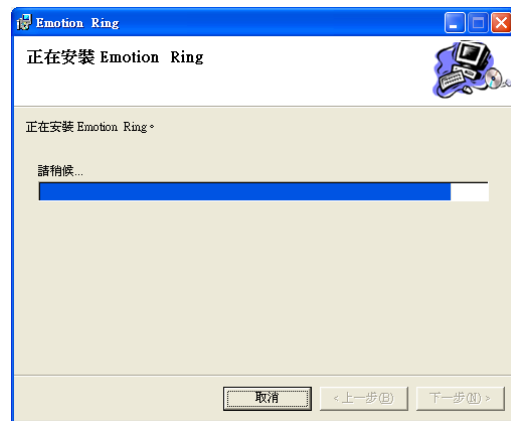 Emotion Ring
正在安裝 Emotion Ring
正在安裝 Emotion Ring。
請稍候...
取消
<上一步(B)
下一步(N)>